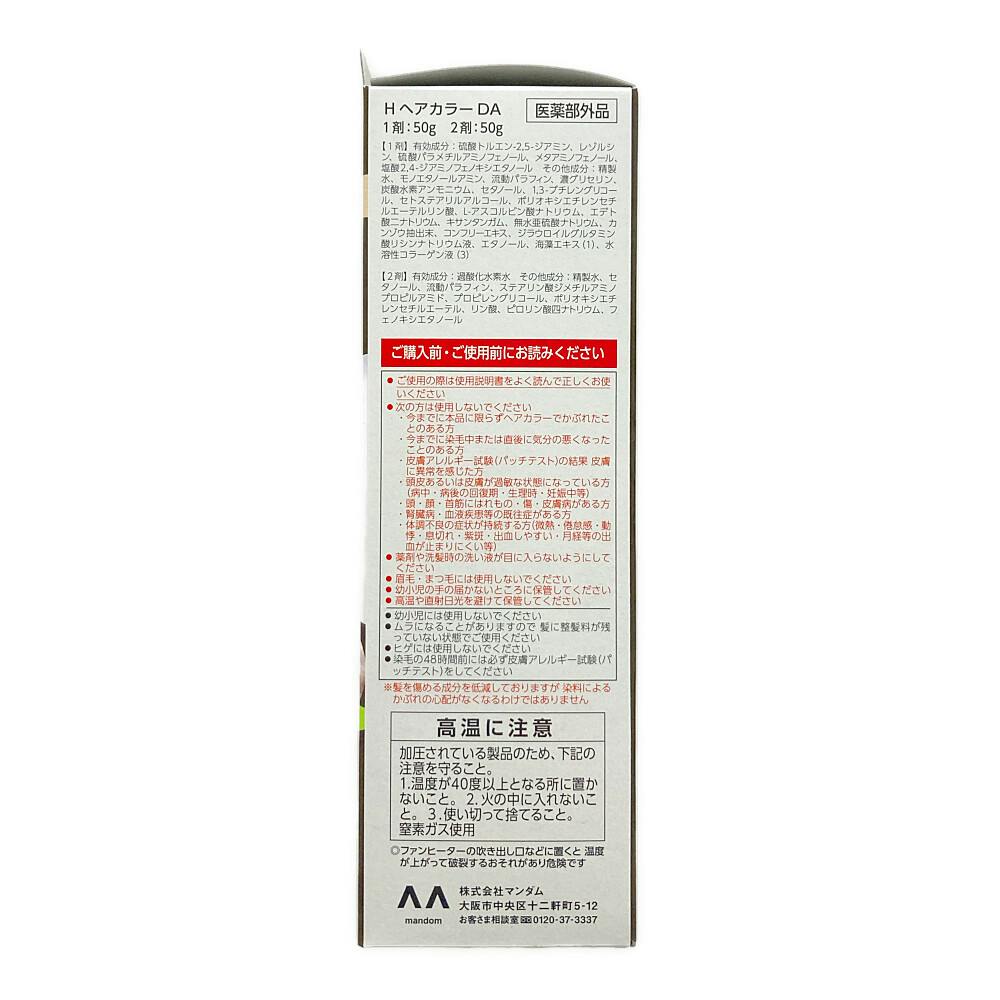 H ヘアカラー DA
医薬部外品
1剤：50g 2剤：50g
【1剤】有効成分：硫酸トルエン-2,5-ジアミン、レゾルシ
ン、硫酸パラメチルアミノフェノール、メタアミノフェノール、
塩酸2,4-ジアミノフェノキシエタノール その他成分：精製
水、モノエタノールアミン、流動パラフィン、濃グリセリン、
炭酸水素アンモニウム、セタノール、1,3-ブチレングリコー
ル、セトステアリルアルコール、ポリオキシエチレンセチ
ルエーテルリン酸、L-アスコルビン酸ナトリウム、エデト
酸二ナトリウム、キサンタンガム、無水亜硫酸ナトリウム、カ
ンゾウ抽出末、コンフリーエキス、ジラウロイルグルタミン
酸リシンナトリウム液、エタノール、海藻エキス(1)、水
溶性コラーゲン液(3)
【2剤】有効成分：過酸化水素水 その他成分：精製水、セ
タノール、流動パラフィン、ステアリン酸ジメチルアミノ
プロピルアミド、プロピレングリコール、ポリオキシエチ
レンセチルエーテル、リン酸、ピロリン酸四ナトリウム、フ
ェノキシエタノール
ご購入前・ご使用前にお読みください
●ご使用の際は使用説明書をよく読んで正しくお使
いください
●次の方は使用しないでください
・今までに本品に限らずヘアカラーでかぶれたこ
とのある方
・今までに染毛中または直後に気分の悪くなった
ことのある方
・皮膚アレルギー試験(パッチテスト)の結果 皮膚
に異常を感じた方
・頭皮あるいは皮膚が過敏な状態になっている方
(病中・病後の回復期・生理時・妊娠中等)
・頭・顔・首筋にはれもの・傷・皮膚病がある方
・腎臓病・血液疾患等の既往症がある方
・体調不良の症状が持続する方(微熱・倦怠感・動
悸・息切れ・紫斑・出血しやすい・月経等の出
血が止まりにくい等)
●薬剤や洗髪時の洗い液が目に入らないようにして
ください
●眉毛・まつ毛には使用しないでください
●幼小児の手の届かないところに保管してください
●高温や直射日光を避けて保管してください
●幼小児には使用しないでください
●ムラになることがありますので 髪に整髪料が残
っていない状態でご使用ください
●ヒゲには使用しないでください
●染毛の48時間前には必ず皮膚アレルギー試験(パ
ッチテスト)をしてください
※髪を傷める成分を低減しておりますが 染料による
かぶれの心配がなくなるわけではありません
高温に注意
加圧されている製品のため、下記の
注意を守ること。
1.温度が40度以上となる所に置か
ないこと。 2.火の中に入れないこ
と。 3.使い切って捨てること。
窒素ガス使用
◎ファンヒーターの吹き出し口などに置くと 温度
が上がって破裂するおそれがあり危険です
mandom
株式会社マンダム
大阪市中央区十二軒町5-12
お客さま相談室 0120-37-3337